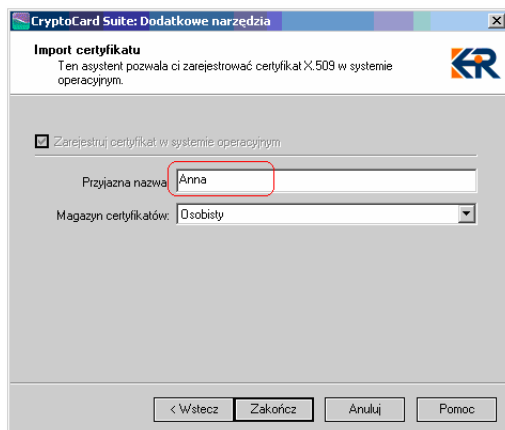 CryptoCard Suite: Dodatkowe narzędzia
Import certyfikatu
Ten asystent pozwala ci zarejestrować certyfikat X.509 w systemie
operacyjnym.
Zarejestruj certyfikat w systemie operacyjnym
Przyjazna nazwa
Anna
Magazyn certyfikatów:
Osobisty
< Wstecz
Zakończ
Anuluj
Pomoc